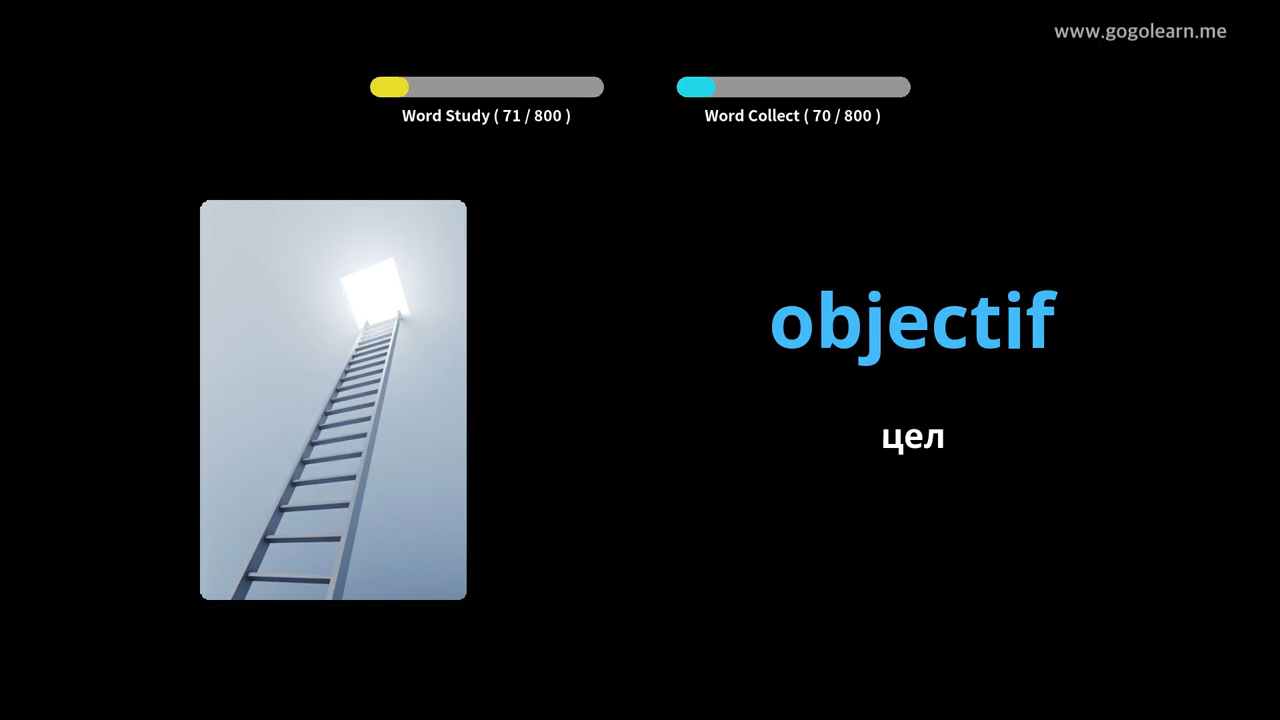 www.gogolearn.me
Word Study ( 71 / 800 )
Word Collect ( 70 / 800 )
objectif
цел